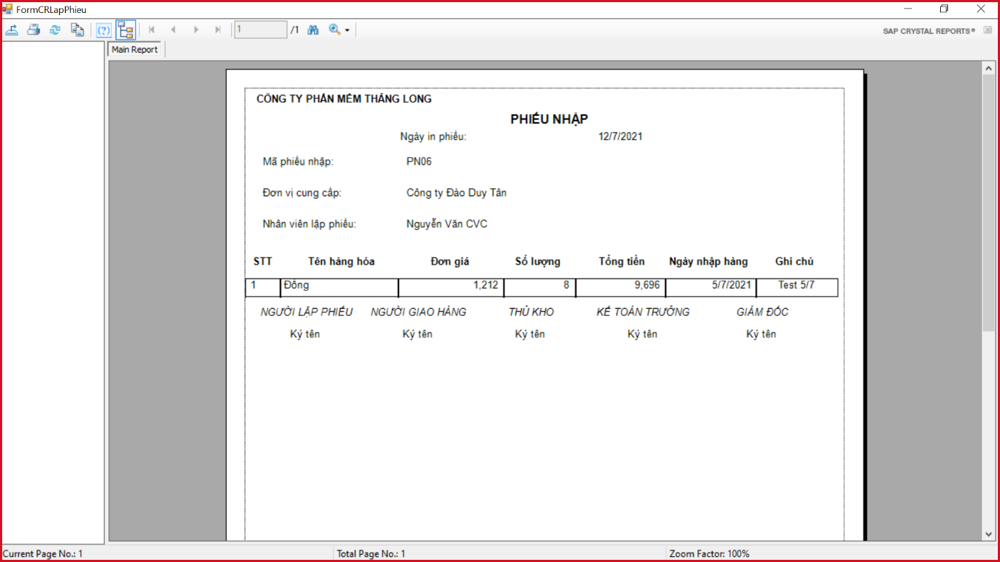 FormCRLapPhieu
1 /1
SAP CRYSTAL REPORTS®
Main Report
CÔNG TY PHẦN MỀM THĂNG LONG
PHIẾU NHẬP
Ngày in phiếu: 12/7/2021
Mã phiếu nhập: PN06
Đơn vị cung cấp: Công ty Đào Duy Tân
Nhân viên lập phiếu: Nguyễn Văn CVC
STT Tên hàng hóa Đơn giá Số lượng Tổng tiền Ngày nhập hàng Ghi chú
1 Đồng 1,212 8 9,696 5/7/2021 Test 5/7
NGƯỜI LẬP PHIẾU NGƯỜI GIAO HÀNG THỦ KHO KẾ TOÁN TRƯỞNG GIÁM ĐỐC
Ký tên Ký tên Ký tên Ký tên Ký tên
Current Page No.: 1 Total Page No.: 1 Zoom Factor: 100%